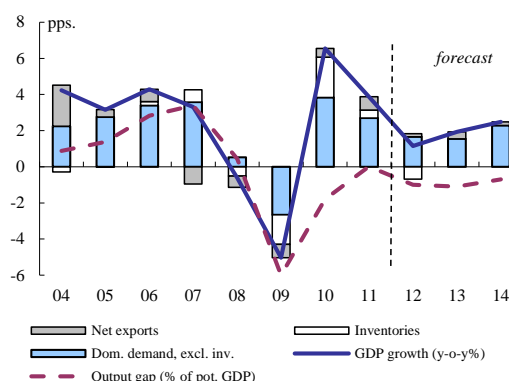 pps.
forecast
8
6
4
2
0
-2
-4
-6
04 05 06 07 08 09 10 11 12 13 14
Net exports
Inventories
Dom. demand, excl. inv.
GDP growth (y-o-y%)
Output gap (% of pot. GDP)